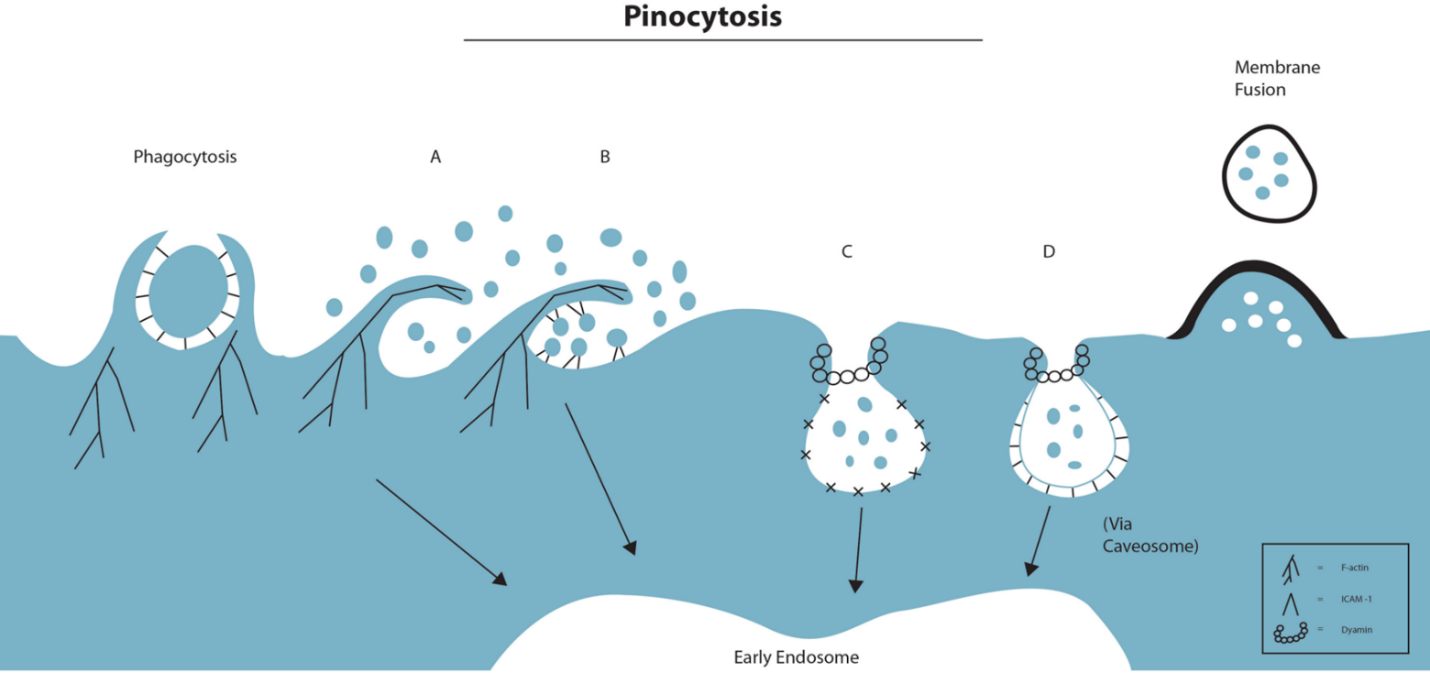 Pinocytosis
Membrane
Fusion
Phagocytosis
A
B
C
D
(Via
Caveosome)
= F-actin
= ICAM -1
= Dyamin
Early Endosome